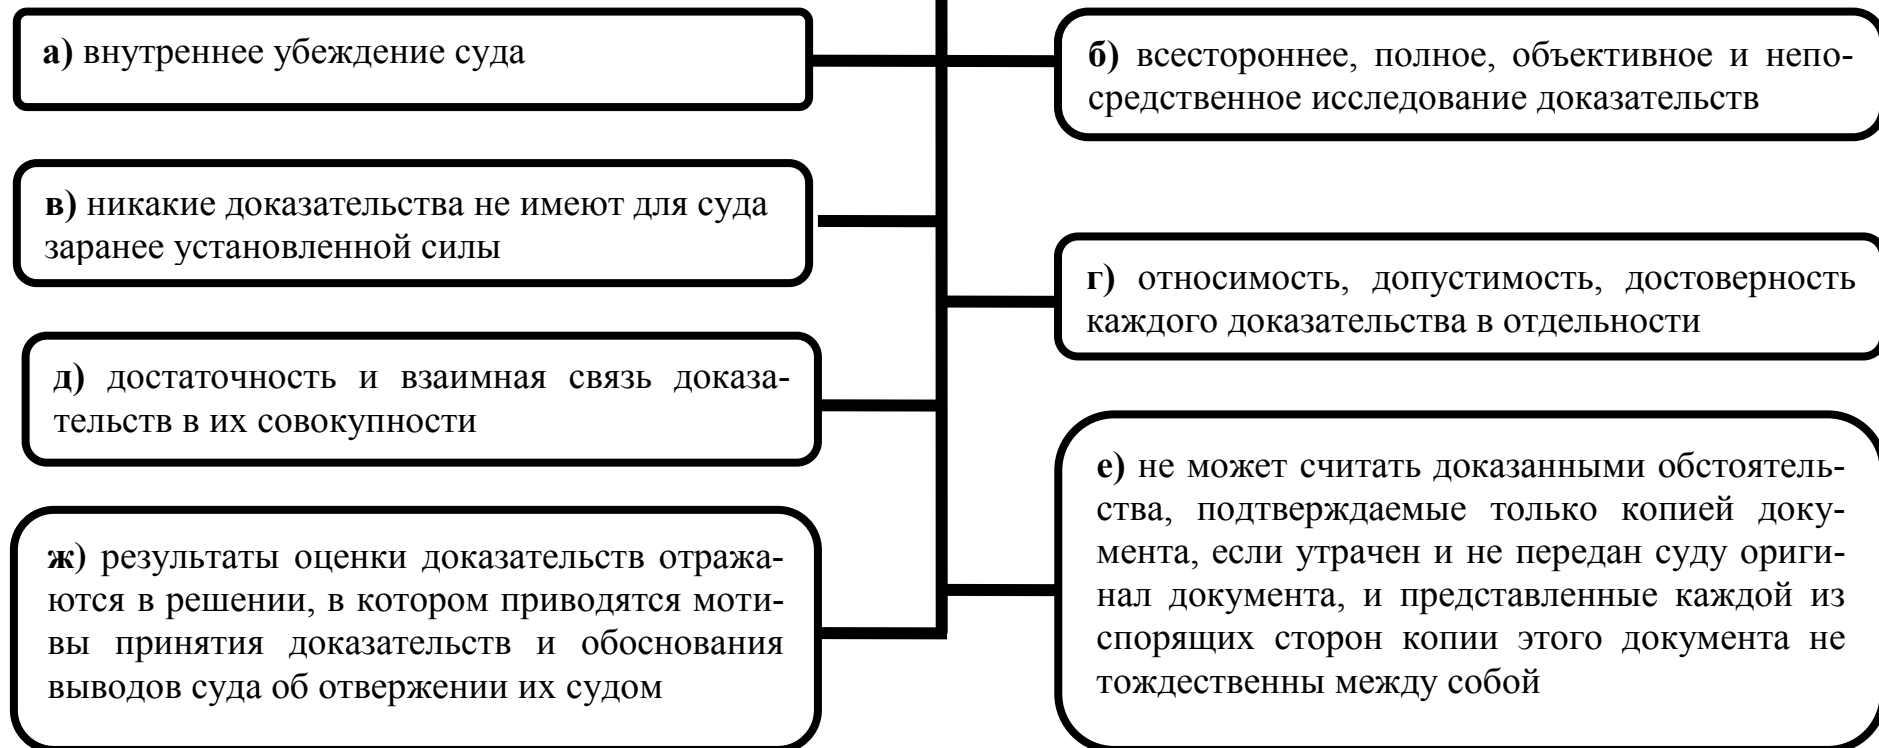 а) внутреннее убеждение суда
б) всестороннее, полное, объективное и непо-
средственное исследование доказательств
в) никакие доказательства не имеют для суда
заранее установленной силы
г) относимость, допустимость, достоверность
каждого доказательства в отдельности
д) достаточность и взаимная связь доказа-
тельств в их совокупности
е) не может считать доказанными обстоятель-
ства, подтверждаемые только копией доку-
мента, если утрачен и не передан суду ориги-
нал документа, и представленные каждой из
спорящих сторон копии этого документа не
тождественны между собой
ж) результаты оценки доказательств отража-
ются в решении, в котором приводятся моти-
вы принятия доказательств и обоснования
выводов суда об отвержении их судом